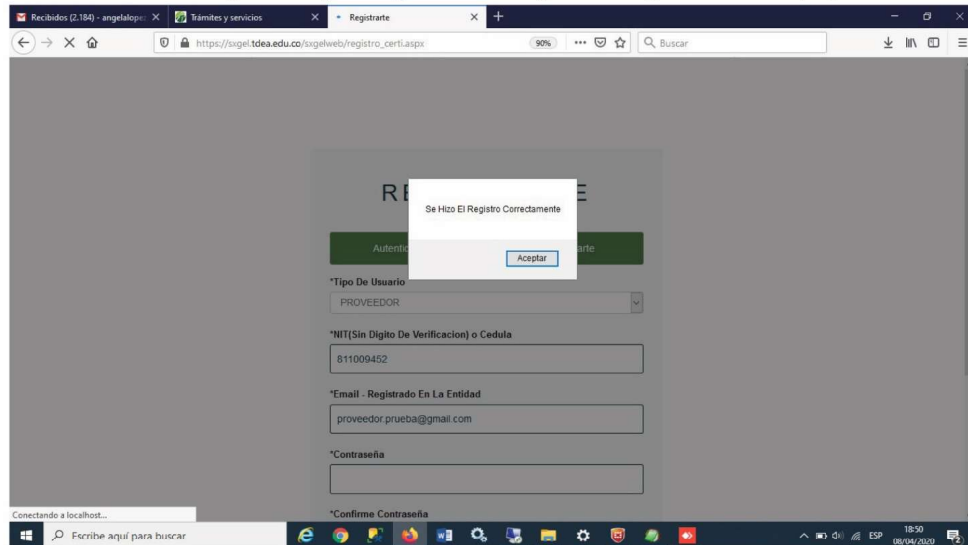 Recibidos (2.184) - angelalope
Trámites y servicios
Registrarte
https://sxgel.tdea.edu.co/sxgelweb/registro_certi.aspx
90%
Buscar
RE
E
Se Hizo El Registro Correctamente
Aceptar
Autentic
arte
*Tipo De Usuario
PROVEEDOR
*NIT(Sin Digito De Verificacion) o Cedula
811009452
*Email - Registrado En La Entidad
proveedor.prueba@gmail.com
*Contraseña
*Confirme Contraseña
Conectando a localhost...
Escribe aquí para buscar
ESP
18:50
08/04/2020